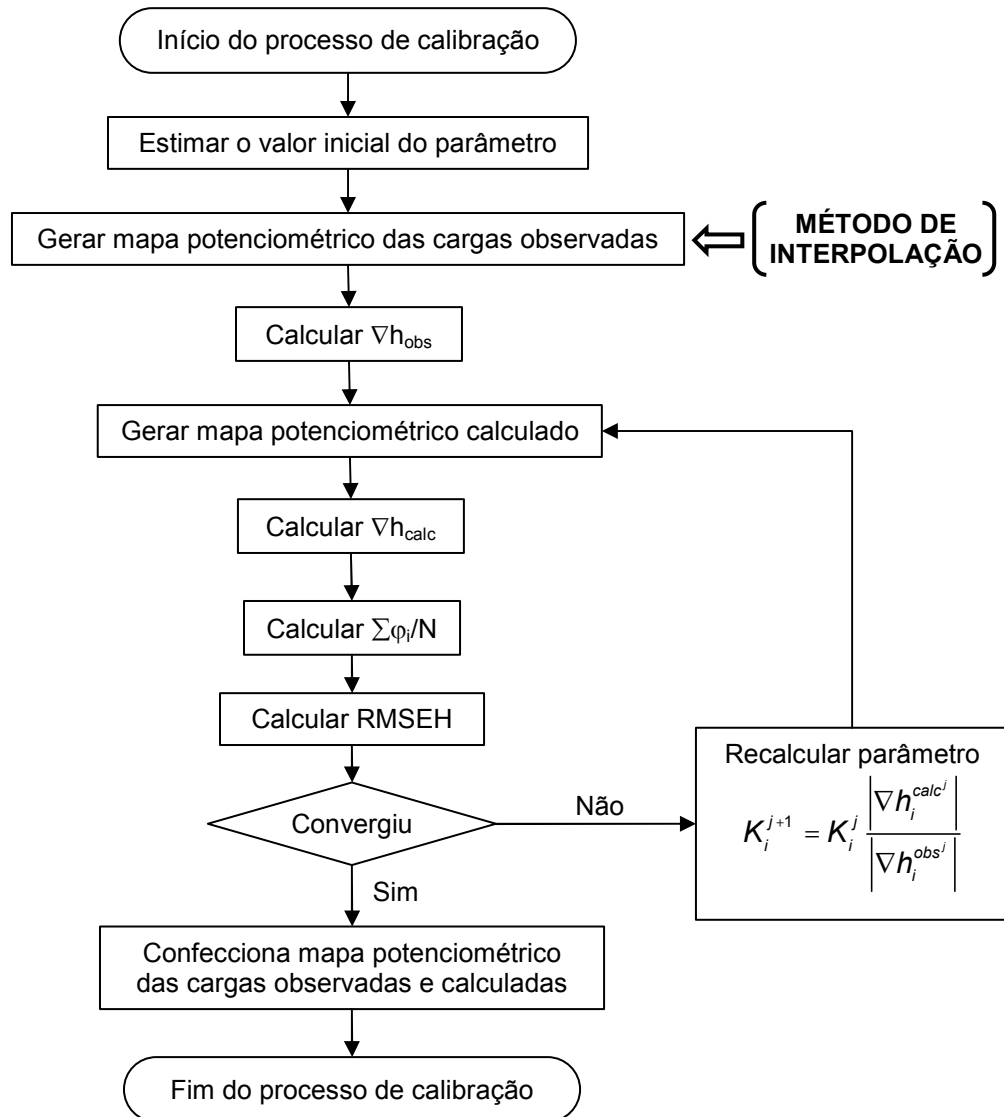 Início do processo de calibração
Estimar o valor inicial do parâmetro
Gerar mapa potenciométrico das cargas observadas
MÉTODO DE
INTERPOLAÇÃO
Calcular ∇h_obs
Gerar mapa potenciométrico calculado
Calcular ∇h_calc
Calcular ∑φ_i/N
Calcular RMSEH
Convergiu
Não
Recalcular parâmetro
K_i^{j+1} = K_i^j |∇h_i^{calc^j}| / |∇h_i^{obs^j}|
Sim
Confecciona mapa potenciométrico
das cargas observadas e calculadas
Fim do processo de calibração